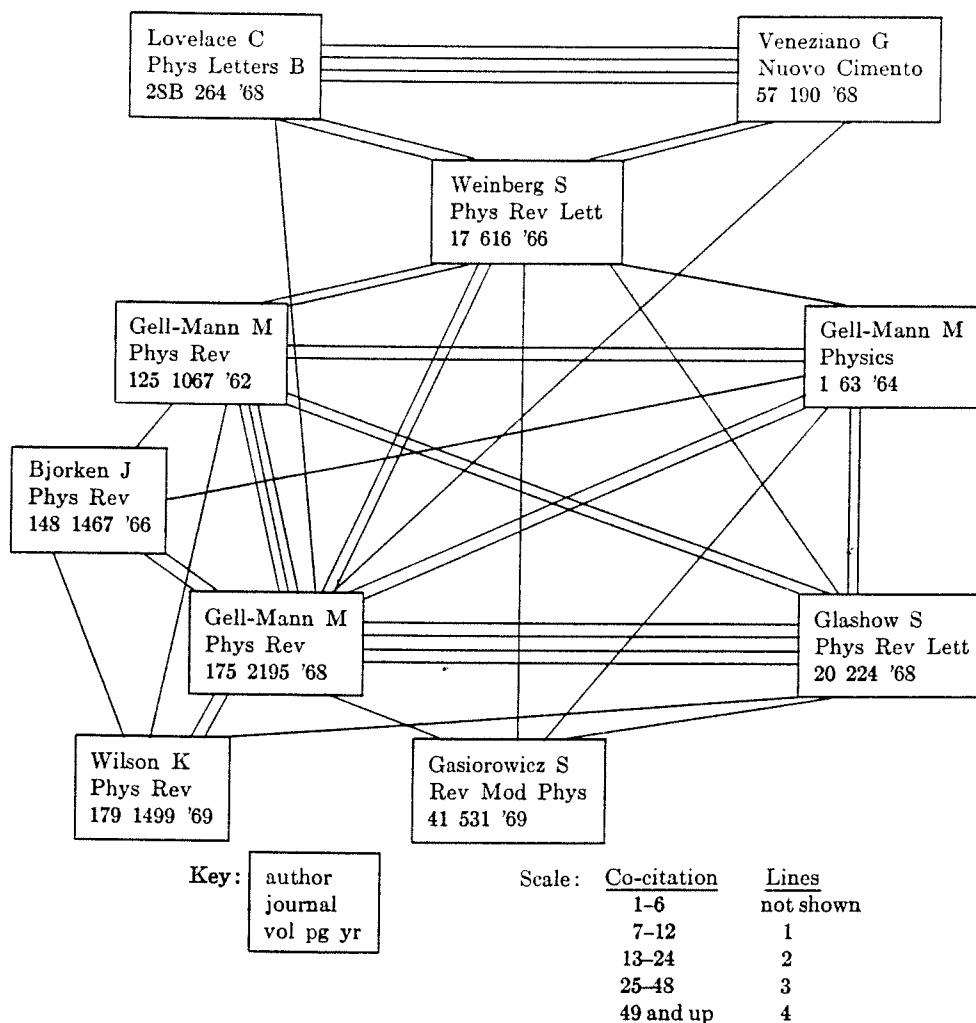 Lovelace C
Phys Letters B
28B 264 '68
Veneziano G
Nuovo Cimento
57 190 '68
Weinberg S
Phys Rev Lett
17 616 '66
Gell-Mann M
Phys Rev
125 1067 '62
Gell-Mann M
Physics
1 63 '64
Bjorken J
Phys Rev
148 1467 '66
Gell-Mann M
Phys Rev
175 2195 '68
Glashow S
Phys Rev Lett
20 224 '68
Wilson K
Phys Rev
179 1499 '69
Gasiorowicz S
Rev Mod Phys
41 531 '69
Key:
author
journal
vol pg yr
Scale: Co-citation Lines
1–6 not shown
7–12 1
13–24 2
25–48 3
49 and up 4